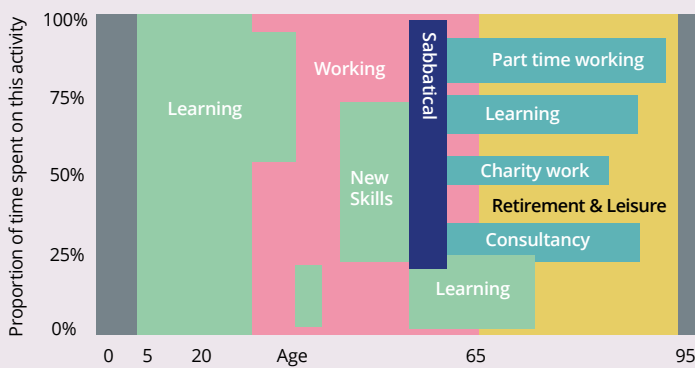 Proportion of time spent on this activity
100%
75%
50%
25%
0%
Learning
Working
New
Skills
Sabbatical
Part time working
Learning
Charity work
Retirement & Leisure
Consultancy
Learning
0 5 20 Age 65 95